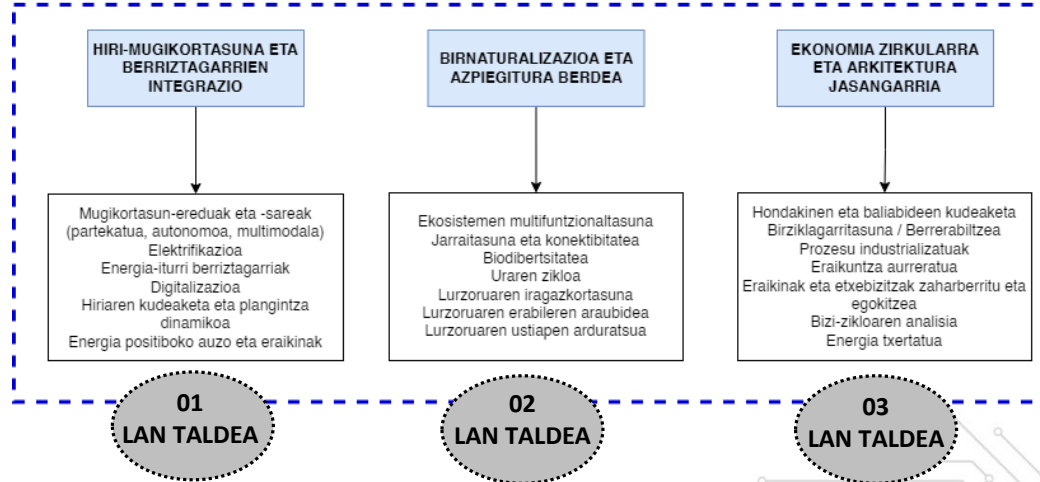 HIRI-MUGIKORTASUNA ETA
BERRIZTAGARRIEN
INTEGRAZIO
Mugikortasun-ereduak eta -sareak
(partekatua, autonomoa, multimodala)
Elektrifikazioa
Energia-iturri berriztagarriak
Digitalizazioa
Hiriaren kudeaketa eta plangintza
dinamikoa
Energia positiboko auzo eta eraikinak
01
LAN TALDEA
BIRNATURALIZAZIOA ETA
AZPIEGITURA BERDEA
Ekosistemen multifuntzionaltasuna
Jarraitasuna eta konektibitatea
Biodibertsitatea
Uraren zikloa
Lurzoruaren iragazkortasuna
Lurzoruaren erabileren araubidea
Lurzoruaren ustiapen arduratsua
02
LAN TALDEA
EKONOMIA ZIRKULARRA
ETA ARKITEKTURA
JASANGARRIA
Hondakinen eta baliabideen kudeaketa
Birziklagarritasuna / Berrerabiltzea
Prozesu industrializatuak
Eraikuntza aurreratua
Eraikinak eta etxebizitzak zaharberritu eta
egokitzea
Bizi-zikloaren analisia
Energia txertatua
03
LAN TALDEA